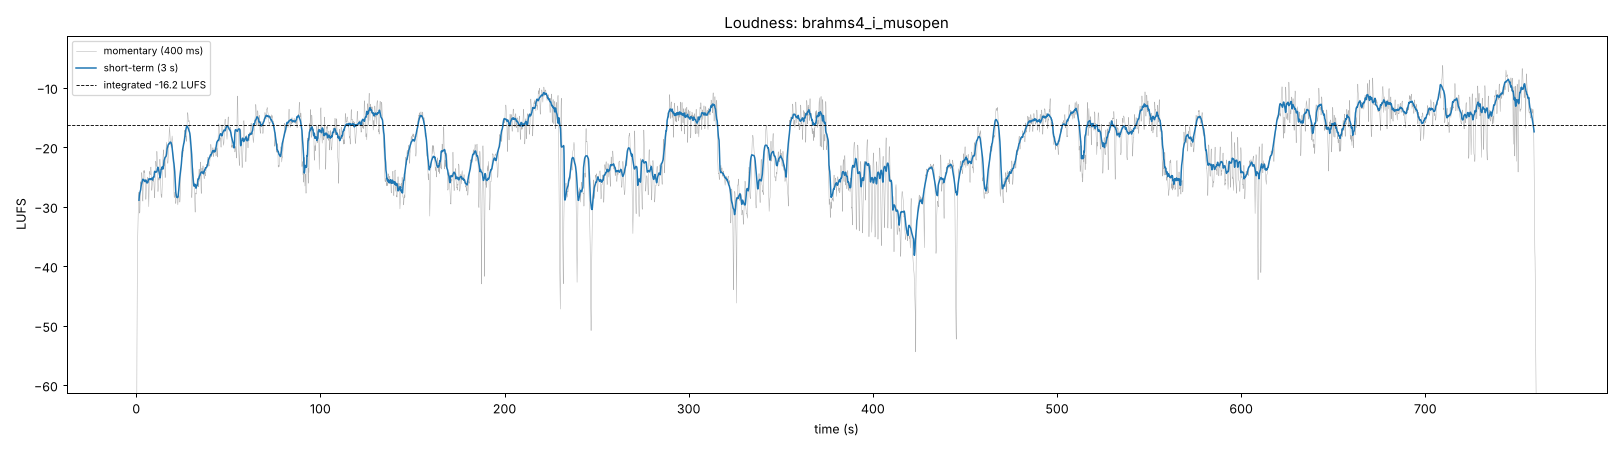 Loudness: brahms4_i_musopen
momentary (400 ms)
short-term (3 s)
integrated -16.2 LUFS
LUFS
−10
−20
−30
−40
−50
−60
0 100 200 300 400 500 600 700
time (s)